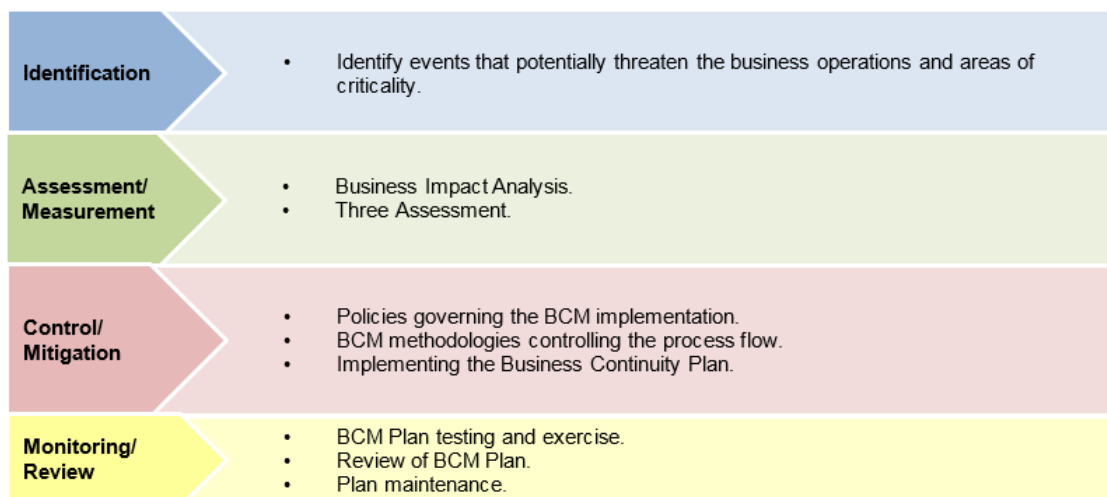 Identification
• Identify events that potentially threaten the business operations and areas of
criticality.
Assessment/
Measurement
• Business Impact Analysis.
• Three Assessment.
Control/
Mitigation
• Policies governing the BCM implementation.
• BCM methodologies controlling the process flow.
• Implementing the Business Continuity Plan.
Monitoring/
Review
• BCM Plan testing and exercise.
• Review of BCM Plan.
• Plan maintenance.